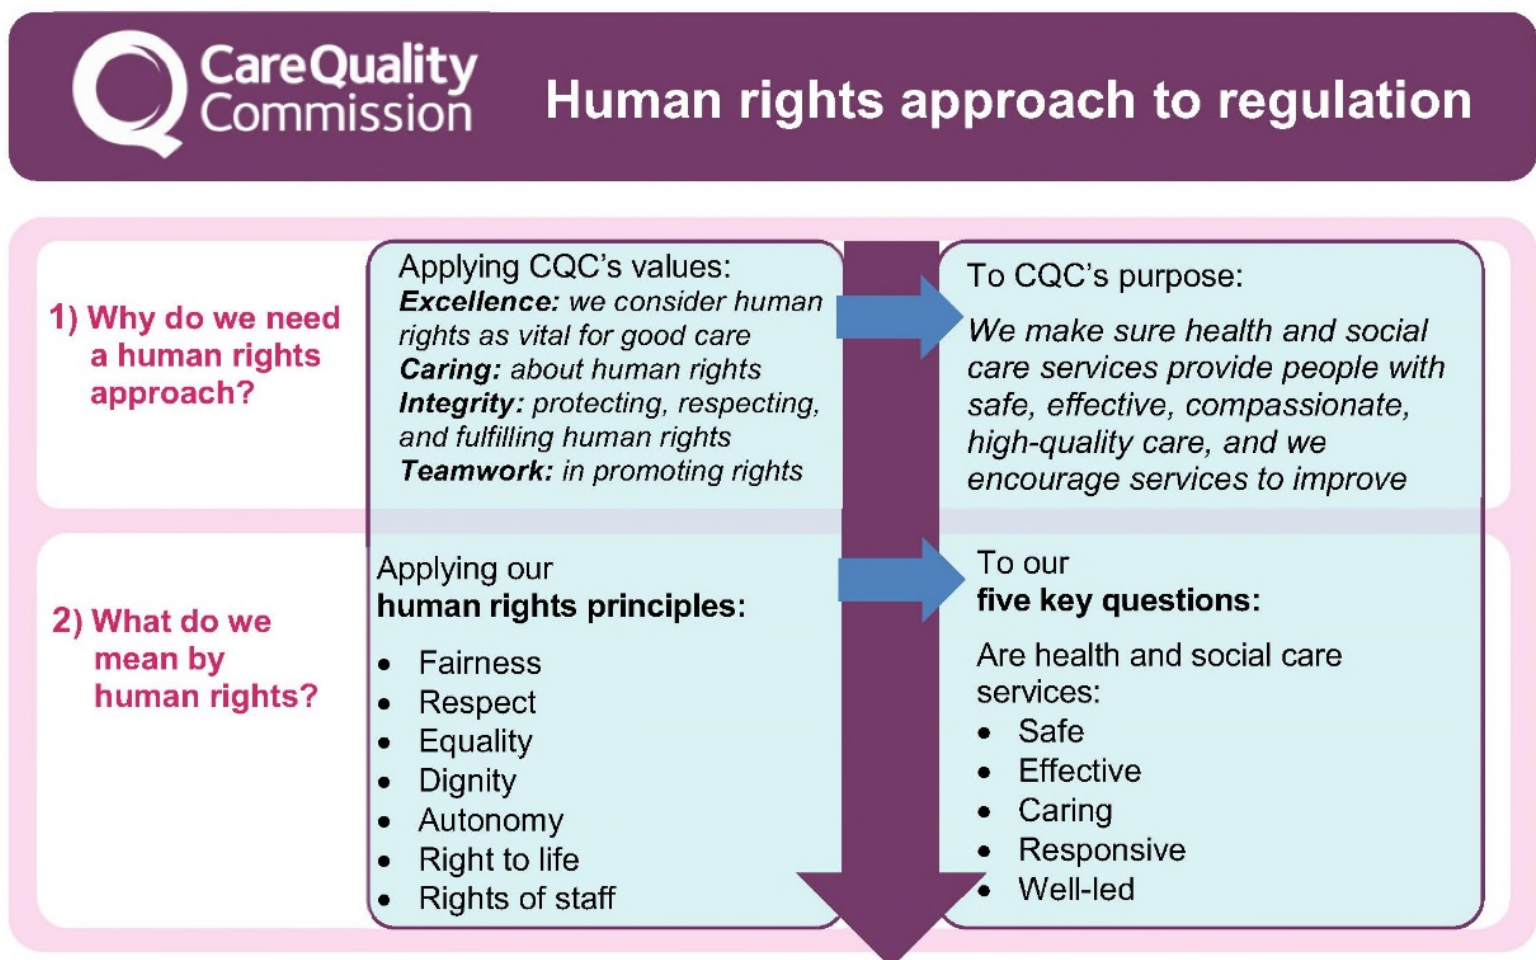 CareQuality
Commission
Human rights approach to regulation
1) Why do we need
a human rights
approach?
Applying CQC’s values:
Excellence: we consider human
rights as vital for good care
Caring: about human rights
Integrity: protecting, respecting,
and fulfilling human rights
Teamwork: in promoting rights
To CQC’s purpose:
We make sure health and social
care services provide people with
safe, effective, compassionate,
high-quality care, and we
encourage services to improve
2) What do we
mean by
human rights?
Applying our
human rights principles:
• Fairness
• Respect
• Equality
• Dignity
• Autonomy
• Right to life
• Rights of staff
To our
five key questions:
Are health and social care
services:
• Safe
• Effective
• Caring
• Responsive
• Well-led